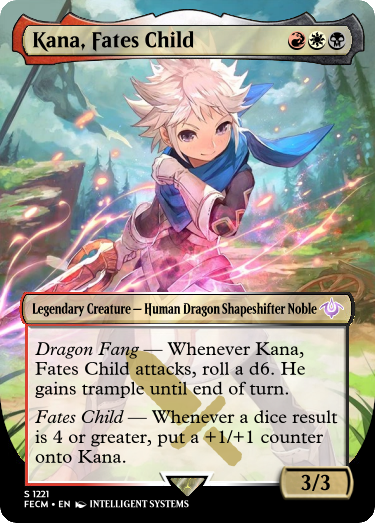 Kana, Fates Child
Legendary Creature — Human Dragon Shapeshifter Noble
Dragon Fang — Whenever Kana,
Fates Child attacks, roll a d6. He
gains trample until end of turn.
Fates Child — Whenever a dice result
is 4 or greater, put a +1/+1 counter
onto Kana.
3/3
S 1221
FECM • EN INTELLIGENT SYSTEMS